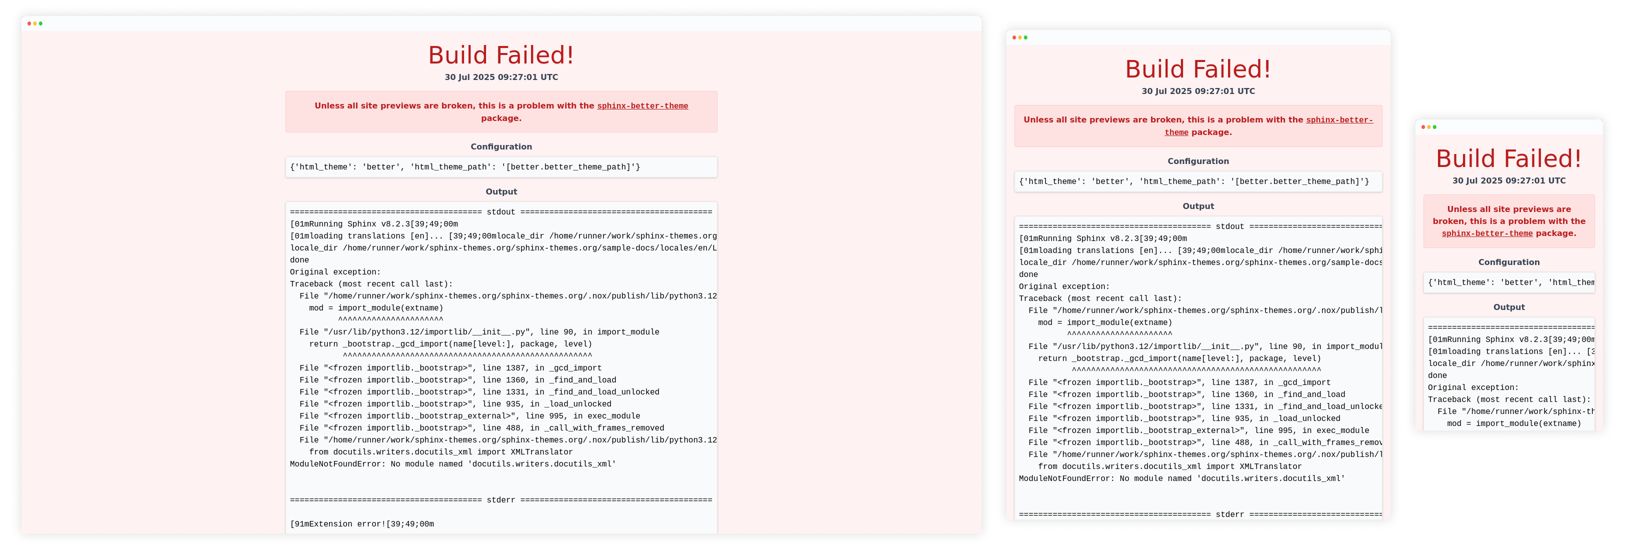 Build Failed!
30 Jul 2025 09:27:01 UTC
Unless all site previews are broken, this is a problem with the sphinx-better-theme
package.
Configuration
{'html_theme': 'better', 'html_theme_path': '[better.better_theme_path]'}
Output
======================================== stdout ========================================
[01mRunning Sphinx v8.2.3[39;49;00m
[01mloading translations [en]... [39;49;00mlocale_dir /home/runner/work/sphinx-themes.org
locale_dir /home/runner/work/sphinx-themes.org/sphinx-themes.org/sample-docs/locales/en/L
done
Original exception:
Traceback (most recent call last):
  File "/home/runner/work/sphinx-themes.org/sphinx-themes.org/.nox/publish/lib/python3.12
    mod = import_module(extname)
          ^^^^^^^^^^^^^^^^^^^^^^
  File "/usr/lib/python3.12/importlib/__init__.py", line 90, in import_module
    return _bootstrap._gcd_import(name[level:], package, level)
           ^^^^^^^^^^^^^^^^^^^^^^^^^^^^^^^^^^^^^^^^^^^^^^^^^^^^
  File "<frozen importlib._bootstrap>", line 1387, in _gcd_import
  File "<frozen importlib._bootstrap>", line 1360, in _find_and_load
  File "<frozen importlib._bootstrap>", line 1331, in _find_and_load_unlocked
  File "<frozen importlib._bootstrap>", line 935, in _load_unlocked
  File "<frozen importlib._bootstrap_external>", line 995, in exec_module
  File "<frozen importlib._bootstrap>", line 488, in _call_with_frames_removed
  File "/home/runner/work/sphinx-themes.org/sphinx-themes.org/.nox/publish/lib/python3.12
    from docutils.writers.docutils_xml import XMLTranslator
ModuleNotFoundError: No module named 'docutils.writers.docutils_xml'
======================================== stderr ========================================
[91mExtension error![39;49;00m
Build Failed!
30 Jul 2025 09:27:01 UTC
Unless all site previews are broken, this is a problem with the sphinx-better-
theme package.
Configuration
{'html_theme': 'better', 'html_theme_path': '[better.better_theme_path]'}
Output
======================================== stdout ================================
[01mRunning Sphinx v8.2.3[39;49;00m
[01mloading translations [en]... [39;49;00mlocale_dir /home/runner/work/sphi
locale_dir /home/runner/work/sphinx-themes.org/sphinx-themes.org/sample-docs
done
Original exception:
Traceback (most recent call last):
  File "/home/runner/work/sphinx-themes.org/sphinx-themes.org/.nox/publish/l
    mod = import_module(extname)
          ^^^^^^^^^^^^^^^^^^^^^^
  File "/usr/lib/python3.12/importlib/__init__.py", line 90, in import_modul
    return _bootstrap._gcd_import(name[level:], package, level)
           ^^^^^^^^^^^^^^^^^^^^^^^^^^^^^^^^^^^^^^^^^^^^^^^^^^^^
  File "<frozen importlib._bootstrap>", line 1387, in _gcd_import
  File "<frozen importlib._bootstrap>", line 1360, in _find_and_load
  File "<frozen importlib._bootstrap>", line 1331, in _find_and_load_unlocke
  File "<frozen importlib._bootstrap>", line 935, in _load_unlocked
  File "<frozen importlib._bootstrap_external>", line 995, in exec_module
  File "<frozen importlib._bootstrap>", line 488, in _call_with_frames_remov
  File "/home/runner/work/sphinx-themes.org/sphinx-themes.org/.nox/publish/l
    from docutils.writers.docutils_xml import XMLTranslator
ModuleNotFoundError: No module named 'docutils.writers.docutils_xml'
======================================== stderr ================================
Build Failed!
30 Jul 2025 09:27:01 UTC
Unless all site previews are
broken, this is a problem with the
sphinx-better-theme package.
Configuration
{'html_theme': 'better', 'html_them
Output
===================================
[01mRunning Sphinx v8.2.3[39;49;00m
[01mloading translations [en]... [3
locale_dir /home/runner/work/sphinx
done
Original exception:
Traceback (most recent call last):
  File "/home/runner/work/sphinx-th
    mod = import_module(extname)